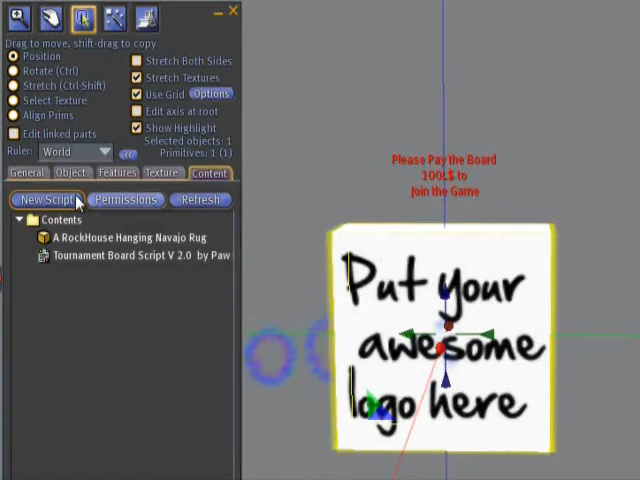 Drag to move, shift-drag to copy
Position
Rotate (Ctrl)
Stretch (Ctrl-Shift)
Select Texture
Align Prims
Edit linked parts
Stretch Both Sides
Stretch Textures
Use Grid Options
Edit axis at root
Show Highlight
Selected objects: 1
Primitives: 1 (1)
Ruler: World
General Object Features Texture Content
New Script Permissions Refresh
Contents
A RockHouse Hanging Navajo Rug
Tournament Board Script V 2.0 by Paw
Please Pay the Board
100L$ to
Join the Game
Put your
awesome
logo here